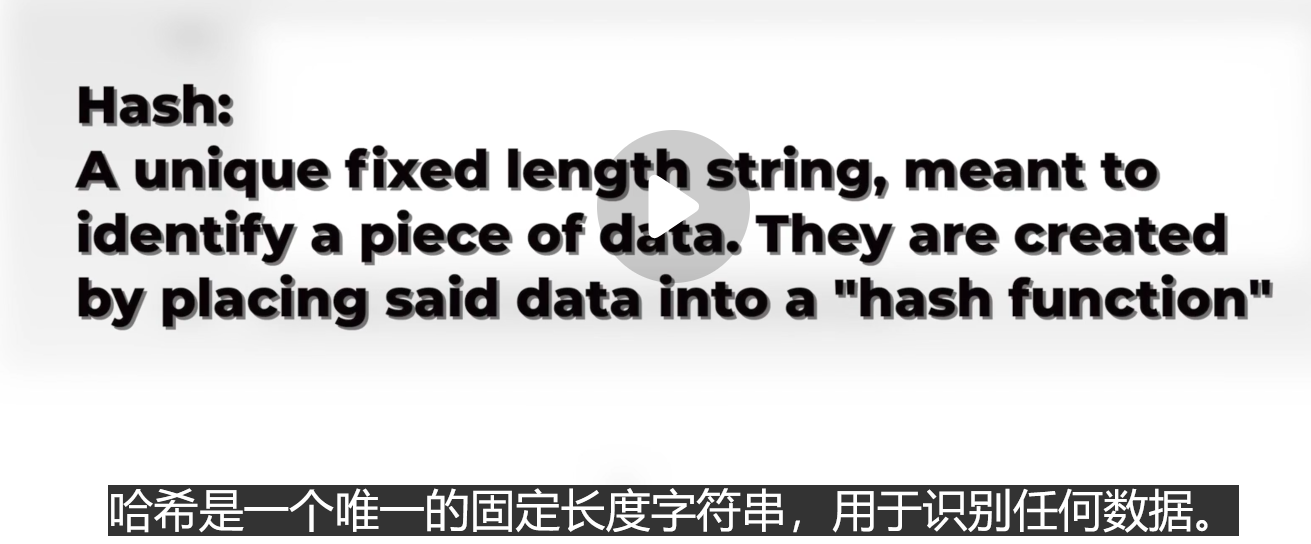 Hash:
A unique fixed length string, meant to
identify a piece of data. They are created
by placing said data into a "hash function"
哈希是一个唯一的固定长度字符串，用于识别任何数据。